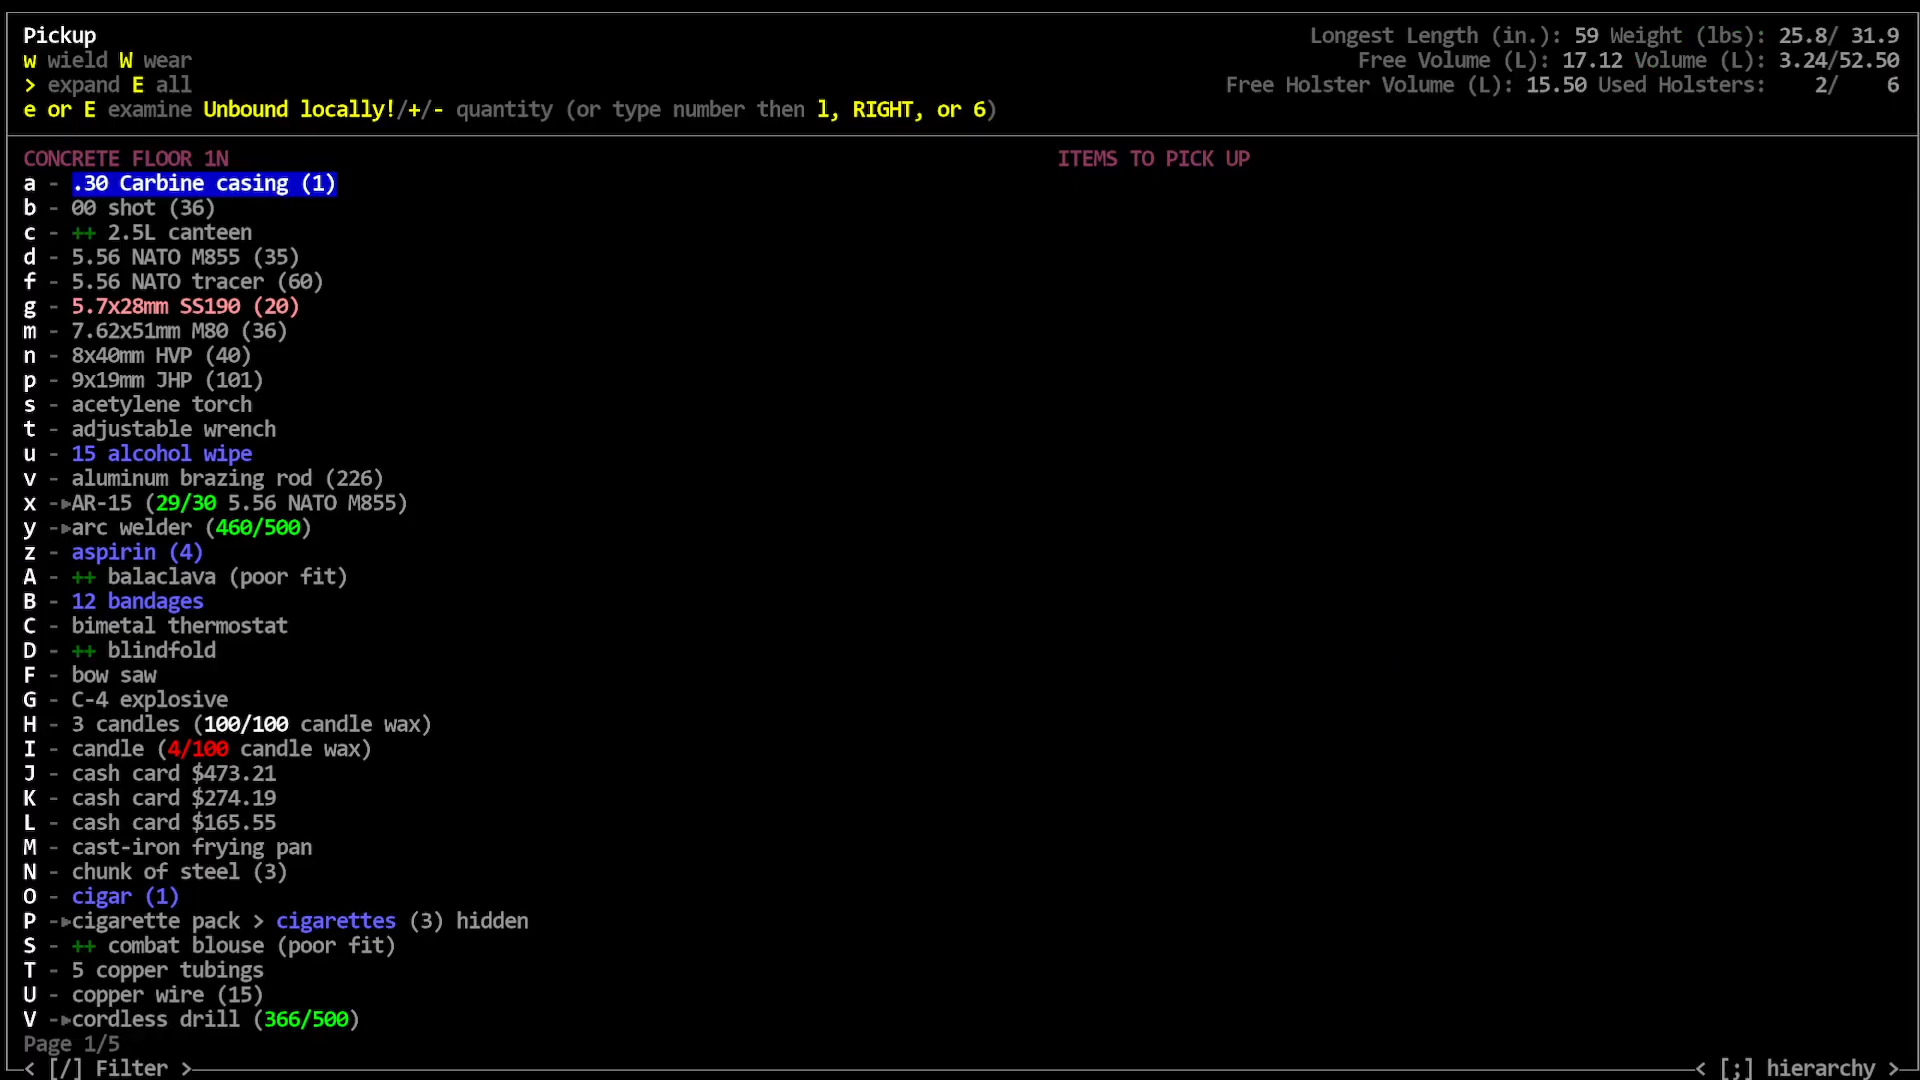 Pickup
w wield W wear
> expand E all
e or E examine Unbound locally!/+/- quantity (or type number then l, RIGHT, or 6)
Longest Length (in.): 59 Weight (lbs): 25.8/ 31.9
Free Volume (L): 17.12 Volume (L): 3.24/52.50
Free Holster Volume (L): 15.50 Used Holsters: 2/ 6
CONCRETE FLOOR 1N
ITEMS TO PICK UP
a - .30 Carbine casing (1)
b - 00 shot (36)
c - ++ 2.5L canteen
d - 5.56 NATO M855 (35)
f - 5.56 NATO tracer (60)
g - 5.7x28mm SS190 (20)
m - 7.62x51mm M80 (36)
n - 8x40mm HVP (40)
p - 9x19mm JHP (101)
s - acetylene torch
t - adjustable wrench
u - 15 alcohol wipe
v - aluminum brazing rod (226)
x -▸AR-15 (29/30 5.56 NATO M855)
y -▸arc welder (460/500)
z - aspirin (4)
A - ++ balaclava (poor fit)
B - 12 bandages
C - bimetal thermostat
D - ++ blindfold
F - bow saw
G - C-4 explosive
H - 3 candles (100/100 candle wax)
I - candle (4/100 candle wax)
J - cash card $473.21
K - cash card $274.19
L - cash card $165.55
M - cast-iron frying pan
N - chunk of steel (3)
O - cigar (1)
P -▸cigarette pack > cigarettes (3) hidden
S - ++ combat blouse (poor fit)
T - 5 copper tubings
U - copper wire (15)
V -▸cordless drill (366/500)
Page 1/5
< [/] Filter >
< [;] hierarchy >